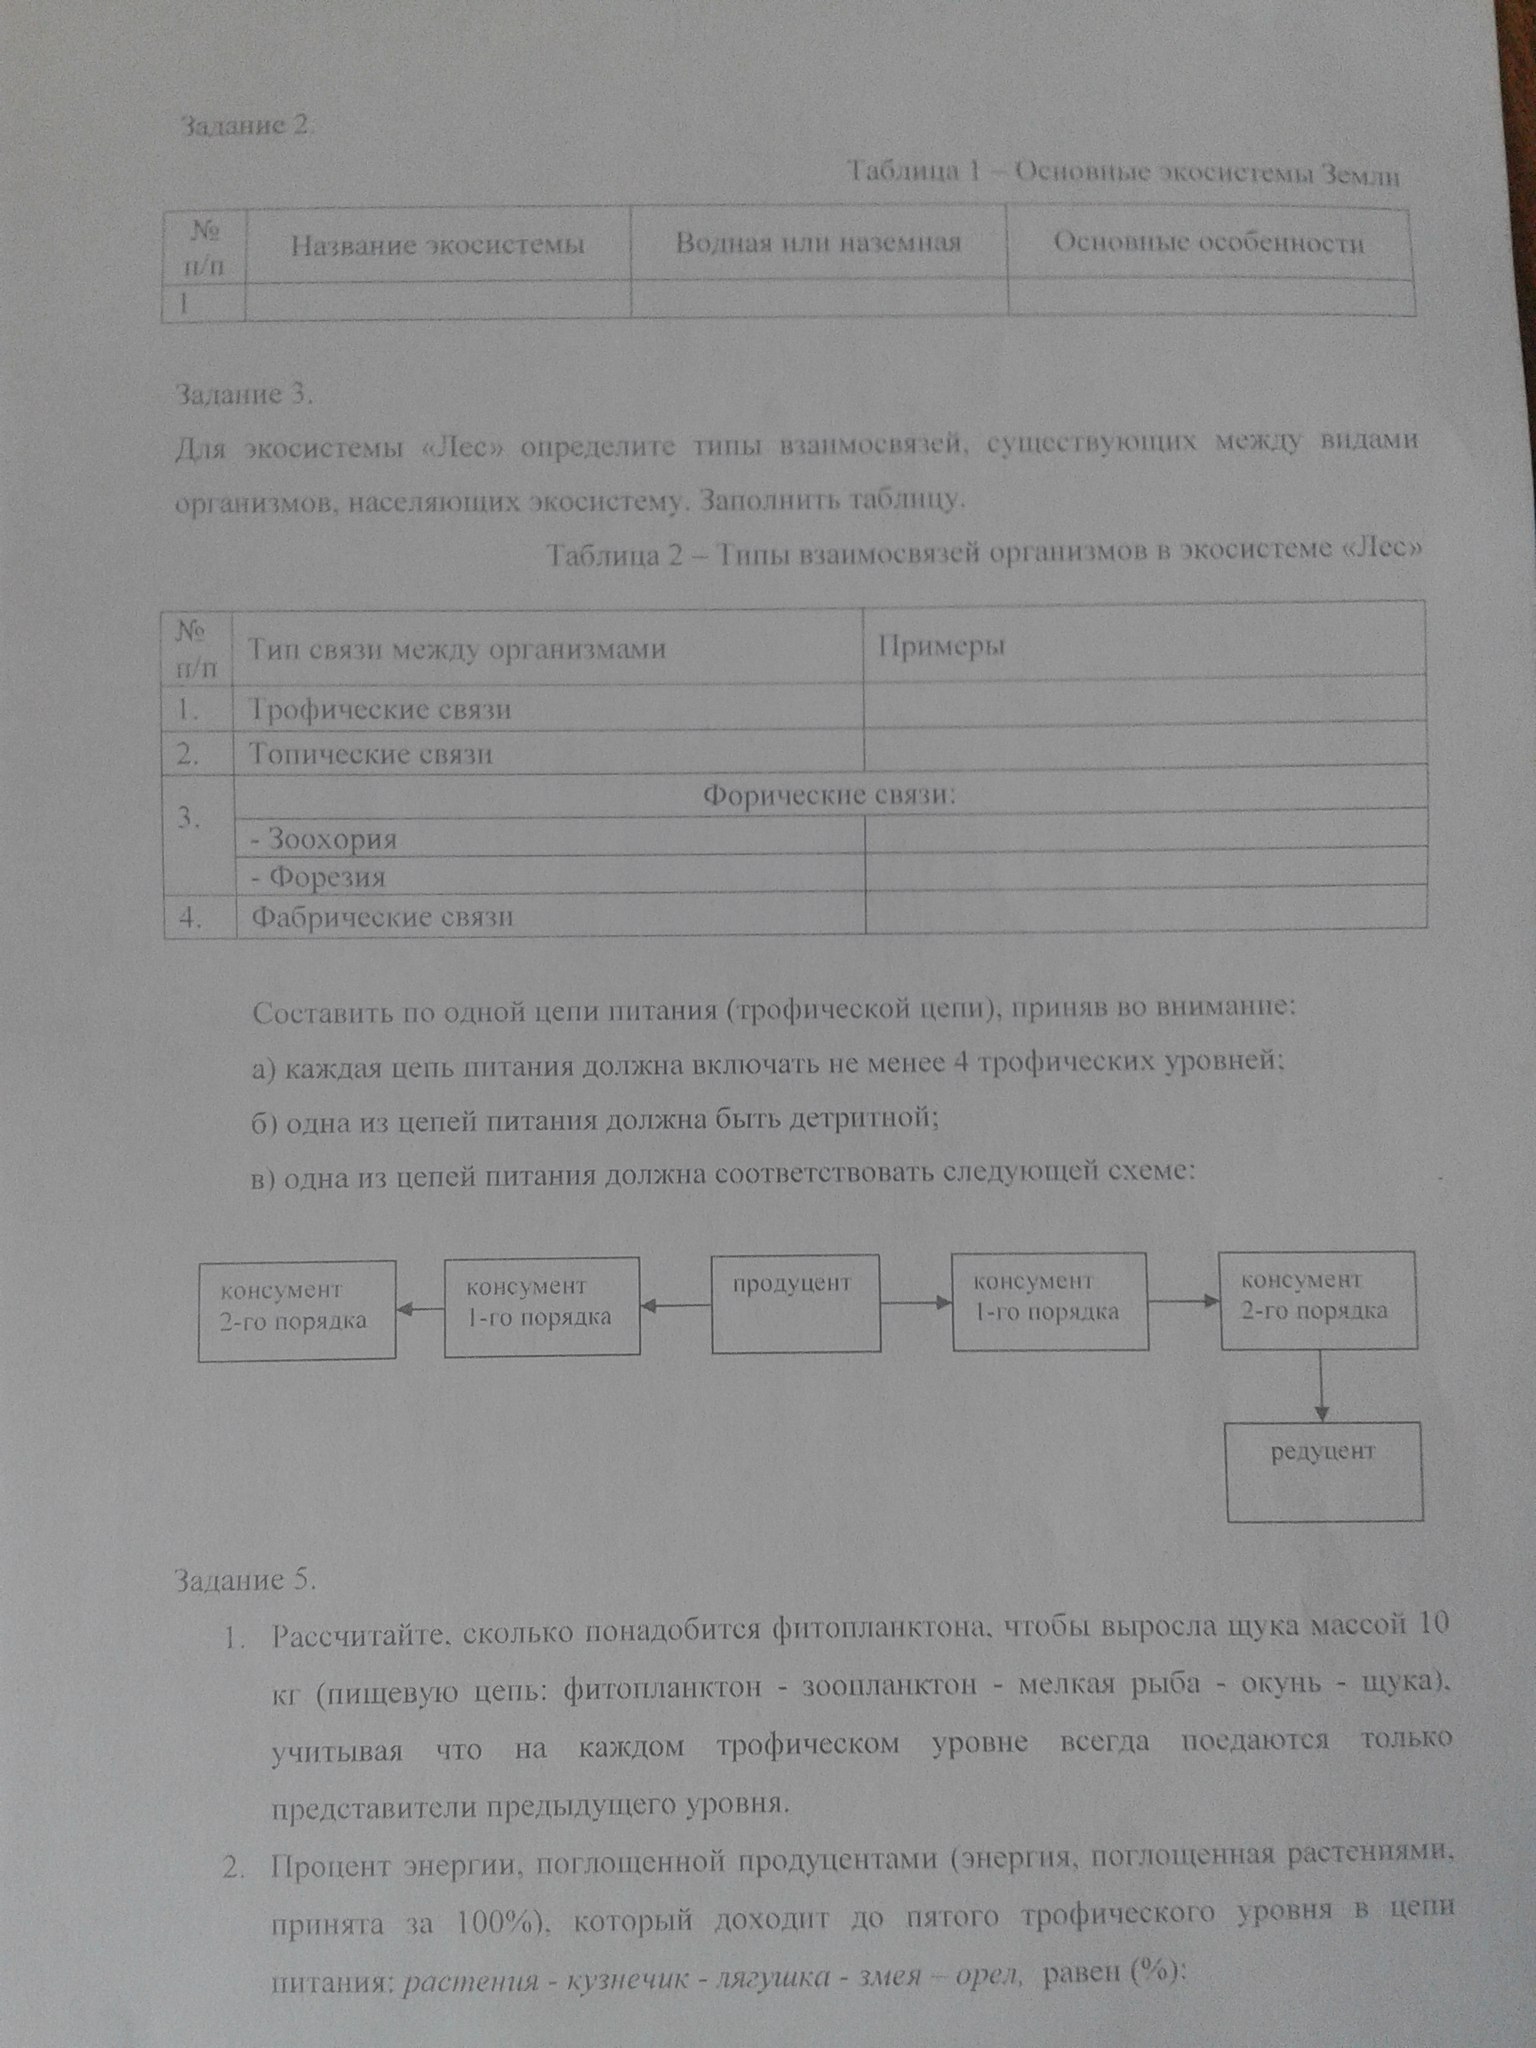 Задание 2.
Таблица 1 – Основные экосистемы Земли
№ п/п
Название экосистемы
Водная или наземная
Основные особенности
1
Задание 3.
Для экосистемы «Лес» определите типы взаимосвязей, существующих между видами
организмов, населяющих экосистему. Заполнить таблицу.
Таблица 2 – Типы взаимосвязей организмов в экосистеме «Лес»
№ п/п
Тип связи между организмами
Примеры
1.
Трофические связи
2.
Топические связи
3.
Форические связи:
- Зоохория
- Форезия
4.
Фабрические связи
Составить по одной цепи питания (трофической цепи), приняв во внимание:
а) каждая цепь питания должна включать не менее 4 трофических уровней;
б) одна из цепей питания должна быть детритной;
в) одна из цепей питания должна соответствовать следующей схеме:
консумент
2-го порядка
консумент
1-го порядка
продуцент
консумент
1-го порядка
консумент
2-го порядка
редуцент
Задание 5.
1. Рассчитайте, сколько понадобится фитопланктона, чтобы выросла щука массой 10
кг (пищевую цепь: фитопланктон - зоопланктон - мелкая рыба - окунь - щука),
учитывая что на каждом трофическом уровне всегда поедаются только
представители предыдущего уровня.
2. Процент энергии, поглощенной продуцентами (энергия, поглощенная растениями,
принята за 100%), который доходит до пятого трофического уровня в цепи
питания: растения - кузнечик - лягушка - змея – орел, равен (%):